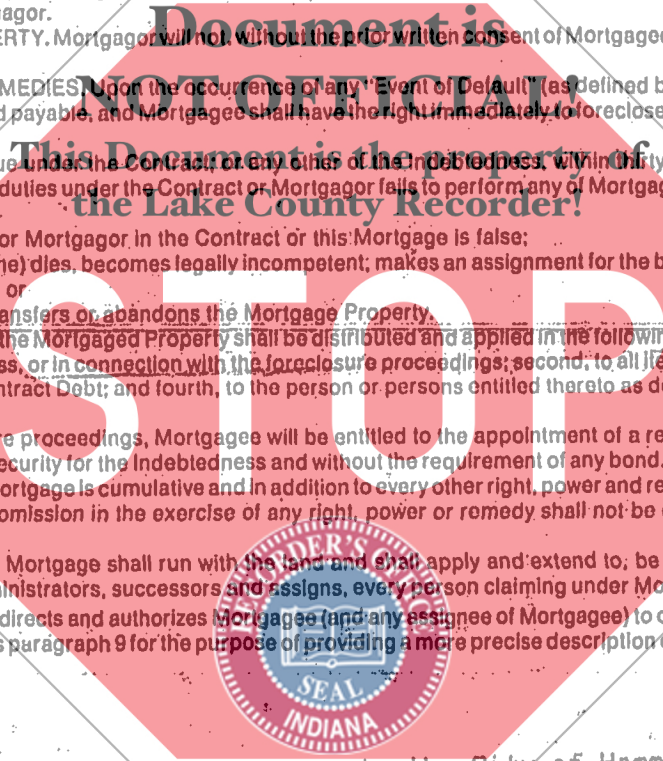 agor.
ERTY. Mortgagor will not, without the prior written consent of Mortgagee
MEDIES. Upon the occurrence of any "Event of Default" (as defined b
d payable, and Mortgagee shall have the right immediately to foreclose
ue under the Contract, or any other of the Indebtedness, within thirty
duties under the Contract or Mortgagor fails to perform any of Mortgag
or Mortgagor in the Contract or this Mortgage is false;
ne) dies, becomes legally incompetent; makes an assignment for the b
or
ansfers or abandons the Mortgage Property.
the Mortgaged Property shall be distributed and applied in the followin
ss, or in connection with the foreclosure proceedings; second, to all
ntract Debt; and fourth, to the person or persons entitled thereto as d
re proceedings, Mortgagee will be entitled to the appointment of a re
ecurity for the Indebtedness and without the requirement of any bond.
ortgage is cumulative and in addition to every other right, power and re
omission in the exercise of any right, power or remedy shall not be
Mortgage shall run with the land and shall apply and extend to, be
inistrators, successors and assigns, every person claiming under Mo
directs and authorizes Mortgagee (and any assignee of Mortgagee) to
s paragraph 9 for the purpose of providing a more precise description
Document is
NOT OFFICIAL!
This Document is the property of
the Lake County Recorder!
STOP
RECORDER'S OFFICE
SEAL
INDIANA